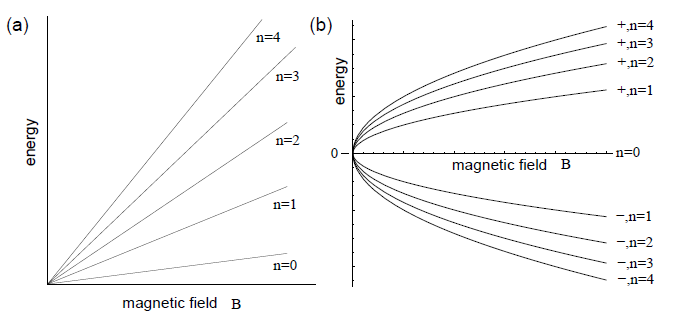 (a)
n=4
n=3
n=2
n=1
n=0
energy
magnetic field B
(b)
+,n=4
+,n=3
+,n=2
+,n=1
energy
0
n=0
magnetic field B
−,n=1
−,n=2
−,n=3
−,n=4